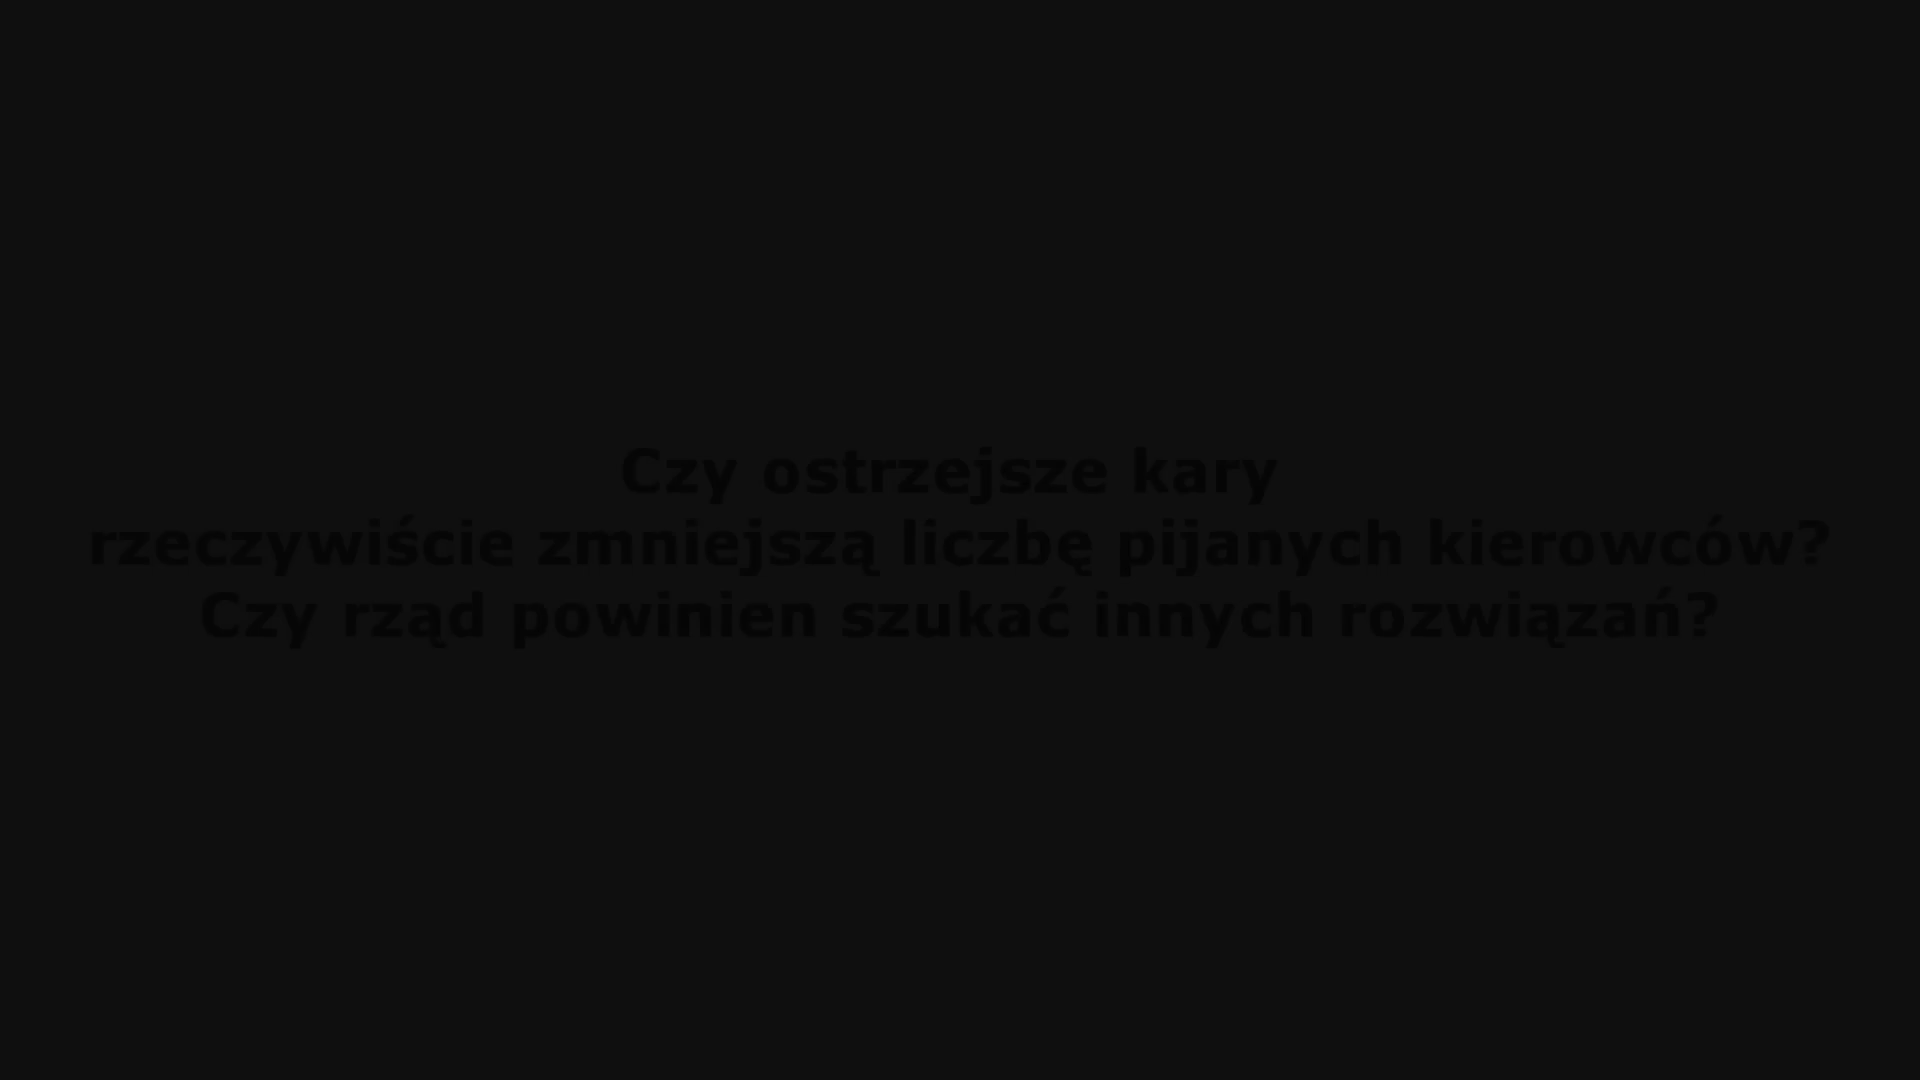 Czy ostrzejsze kary
rzeczywiście zmniejszą liczbę pijanych kierowców?
Czy rząd powinien szukać innych rozwiązań?